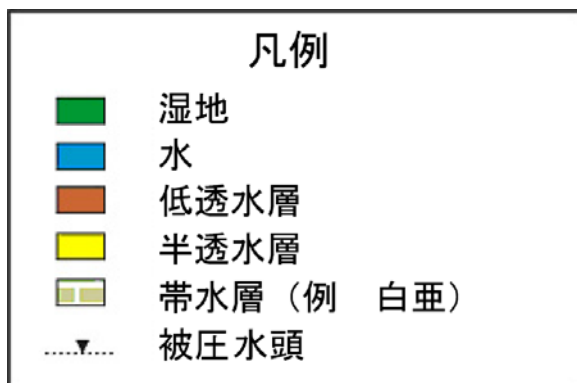 凡例
湿地
水
低透水層
半透水層
帯水層（例　白亜）
被圧水頭